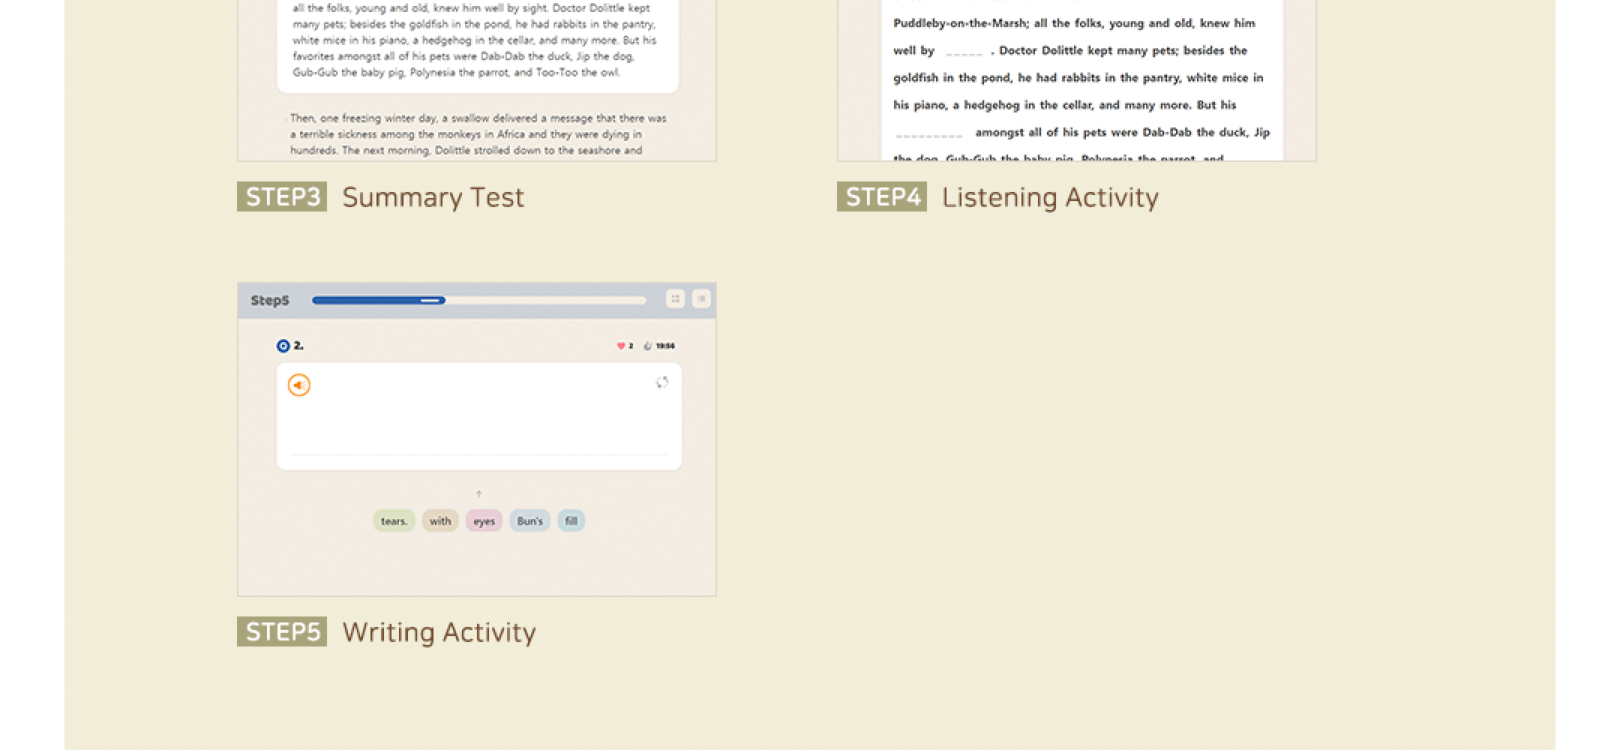 all the folks, young and old, knew him well by sight. Doctor Dolittle kept
many pets; besides the goldfish in the pond, he had rabbits in the pantry,
white mice in his piano, a hedgehog in the cellar, and many more. But his
favorites amongst all of his pets were Dab-Dab the duck, Jip the dog,
Gub-Gub the baby pig, Polynesia the parrot, and Too-Too the owl.
Then, one freezing winter day, a swallow delivered a message that there was
a terrible sickness among the monkeys in Africa and they were dying in
hundreds. The next morning, Dolittle strolled down to the seashore and
STEP3 Summary Test
Puddleby-on-the-Marsh; all the folks, young and old, knew him
well by _____ . Doctor Dolittle kept many pets; besides the
goldfish in the pond, he had rabbits in the pantry, white mice in
his piano, a hedgehog in the cellar, and many more. But his
_________ amongst all of his pets were Dab-Dab the duck, Jip
the dog, Gub-Gub the baby pig, Polynesia the parrot, and
STEP4 Listening Activity
Step5
2.
2 19:56
tears. with eyes Bun's fill
STEP5 Writing Activity